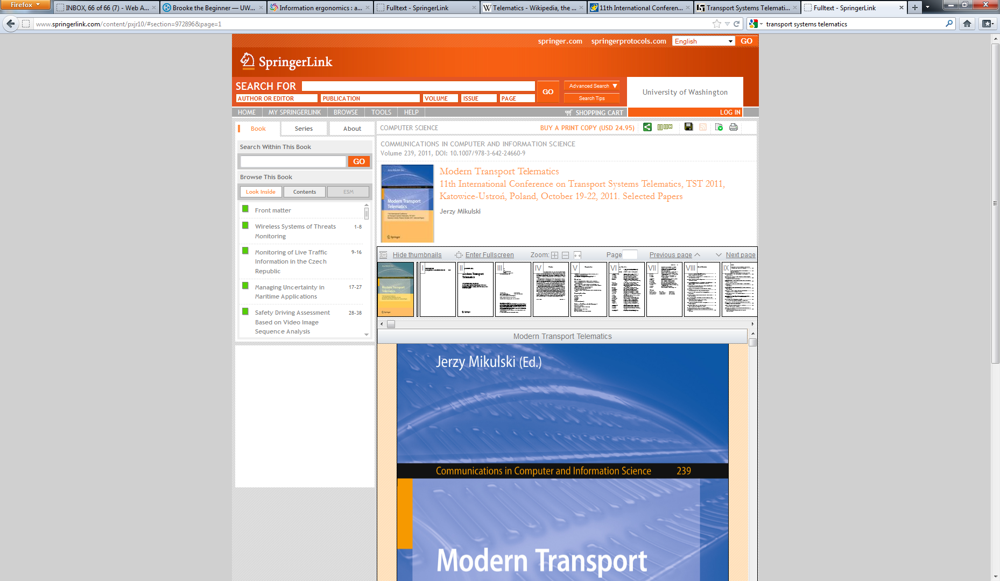 Firefox
INBOX, 66 of 66 (7) - Web A...
Brooke the Beginner — UW...
Information ergonomics : a...
Fulltext - SpringerLink
Telematics - Wikipedia, the ...
11th International Conferen...
Transport Systems Telemati...
Fulltext - SpringerLink
www.springerlink.com/content/pxjr10/#section=972896&page=1
transport systems telematics
springer.com springerprotocols.com English GO
SpringerLink
SEARCH FOR
GO
Advanced Search
Search Tips
AUTHOR OR EDITOR PUBLICATION VOLUME ISSUE PAGE
University of Washington
HOME MY SPRINGERLINK BROWSE TOOLS HELP
SHOPPING CART
LOG IN
Book Series About
Search Within This Book
GO
Browse This Book
Look Inside Contents ESM
Front matter
Wireless Systems of Threats 1-8
Monitoring
Monitoring of Live Traffic 9-16
Information in the Czech
Republic
Managing Uncertainty in 17-27
Maritime Applications
Safety Driving Assessment 28-38
Based on Video Image
Sequence Analysis
COMPUTER SCIENCE
BUY A PRINT COPY (USD 24.95)
COMMUNICATIONS IN COMPUTER AND INFORMATION SCIENCE
Volume 239, 2011, DOI: 10.1007/978-3-642-24660-9
Modern Transport
Telematics
Springer
Modern Transport Telematics
11th International Conference on Transport Systems Telematics, TST 2011,
Katowice-Ustroń, Poland, October 19-22, 2011. Selected Papers
Jerzy Mikulski
Hide thumbnails Enter Fullscreen Zoom: Page Previous page Next page
I II III IV V VI VII VIII IX
Modern Transport Telematics
Jerzy Mikulski (Ed.)
Communications in Computer and Information Science 239
Modern Transport